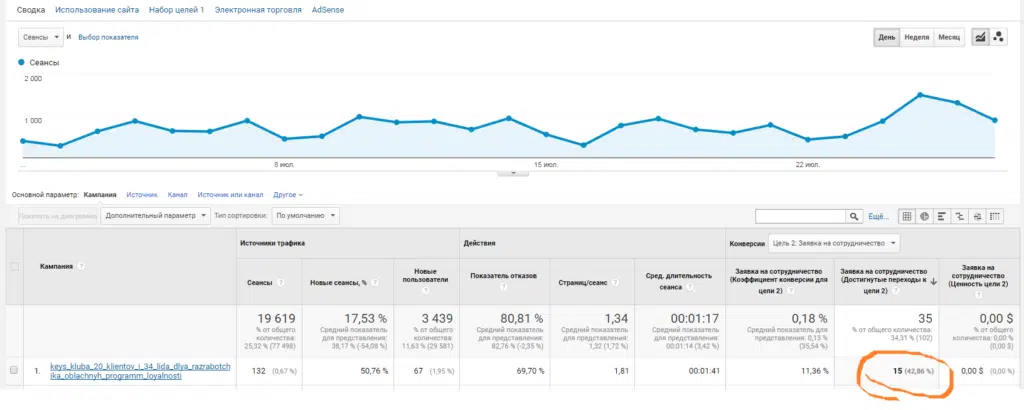 Сводка Использование сайта Набор целей 1 Электронная торговля AdSense
Сеансы И Выбор показателя День Неделя Месяц
Сеансы
2 000
1 000
... 8 июл. 15 июл. 22 июл.
Основной параметр: Кампания Источник Канал Источник или канал Другое
Показать на диаграмме Дополнительный параметр Тип сортировки: По умолчанию Ещё...
Источники трафика Действия Конверсии Цель 2: Заявка на сотрудничество
Кампания ?
Сеансы ? Новые сеансы, % ? Новые пользователи ? Показатель отказов ? Страниц/сеанс ? Сред. длительность сеанса ? Заявка на сотрудничество (Коэффициент конверсии для цели 2) ? Заявка на сотрудничество (Достигнутые переходы к цели 2) ? Заявка на сотрудничество (Ценность цели 2) ?
19 619 17,53 % 3 439 80,81 % 1,34 00:01:17 0,18 % 35 0,00 $
% от общего количества: 25,32 % (77 498) Средний показатель для представления: 38,17 % (-54,08 %) % от общего количества: 11,63 % (29 581) Средний показатель для представления: 82,76 % (-2,35 %) Средний показатель для представления: 1,32 (1,72 %) Средний показатель для представления: 00:01:14 (3,42 %) Средний показатель для представления: 0,13 % (35,54 %) % от общего количества: 34,31 % (102) % от общего количества: 0,00 % (0,00 $)
1. keys_kluba_20_klientov_i_34_lida_dlya_razrabotch
ika_oblachnyh_programm_loyalnosti
132 (0,67 %) 50,76 % 67 (1,95 %) 69,70 % 1,81 00:01:41 11,36 % 15 (42,86 %) 0,00 $ (0,00 %)